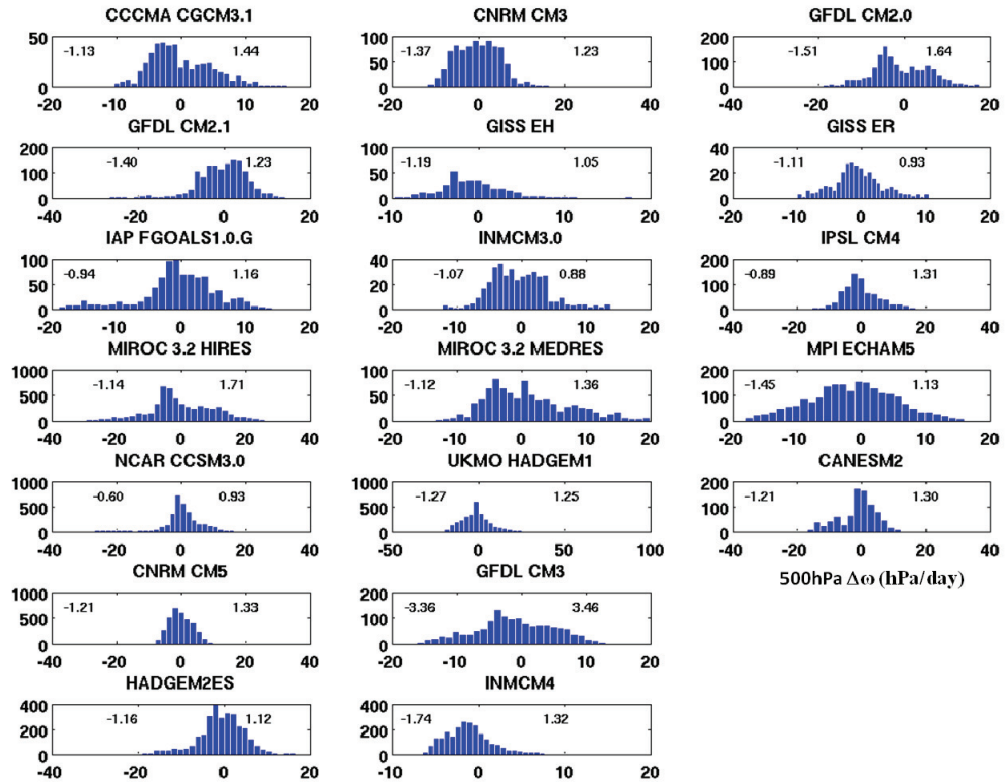 CCCMA CGCM3.1
50
-1.13 1.44
0
-20 -10 0 10 20
CNRM CM3
100
-1.37 1.23
50
0
-20 0 20 40
GFDL CM2.0
200
-1.51 1.64
100
0
-40 -20 0 20
GFDL CM2.1
200
-1.40 1.23
100
0
-40 -20 0 20
GISS EH
100
-1.19 1.05
50
0
-10 0 10 20
GISS ER
40
-1.11 0.93
20
0
-20 -10 0 10 20
IAP FGOALS1.0.G
100
-0.94 1.16
50
0
-20 -10 0 10 20
INMCM3.0
40
-1.07 0.88
20
0
-20 -10 0 10 20
IPSL CM4
200
-0.89 1.31
100
0
-40 -20 0 20 40
MIROC 3.2 HIRES
1000
-1.14 1.71
500
0
-40 -20 0 20 40
MIROC 3.2 MEDRES
100
-1.12 1.36
50
0
-20 -10 0 10 20
MPI ECHAM5
200
-1.45 1.13
100
0
-20 -10 0 10 20
NCAR CCSM3.0
1000
-0.60 0.93
500
0
-40 -20 0 20 40
UKMO HADGEM1
1000
-1.27 1.25
500
0
-50 0 50 100
CANESM2
200
-1.21 1.30
100
0
-40 -20 0 20 40
500hPa Δω (hPa/day)
CNRM CM5
1000
-1.21 1.33
500
0
-40 -20 0 20 40
GFDL CM3
200
-3.36 3.46
100
0
-20 -10 0 10 20
HADGEM2ES
400
-1.16 1.12
200
0
-40 -20 0 20
INMCM4
400
-1.74 1.32
200
0
-10 0 10 20